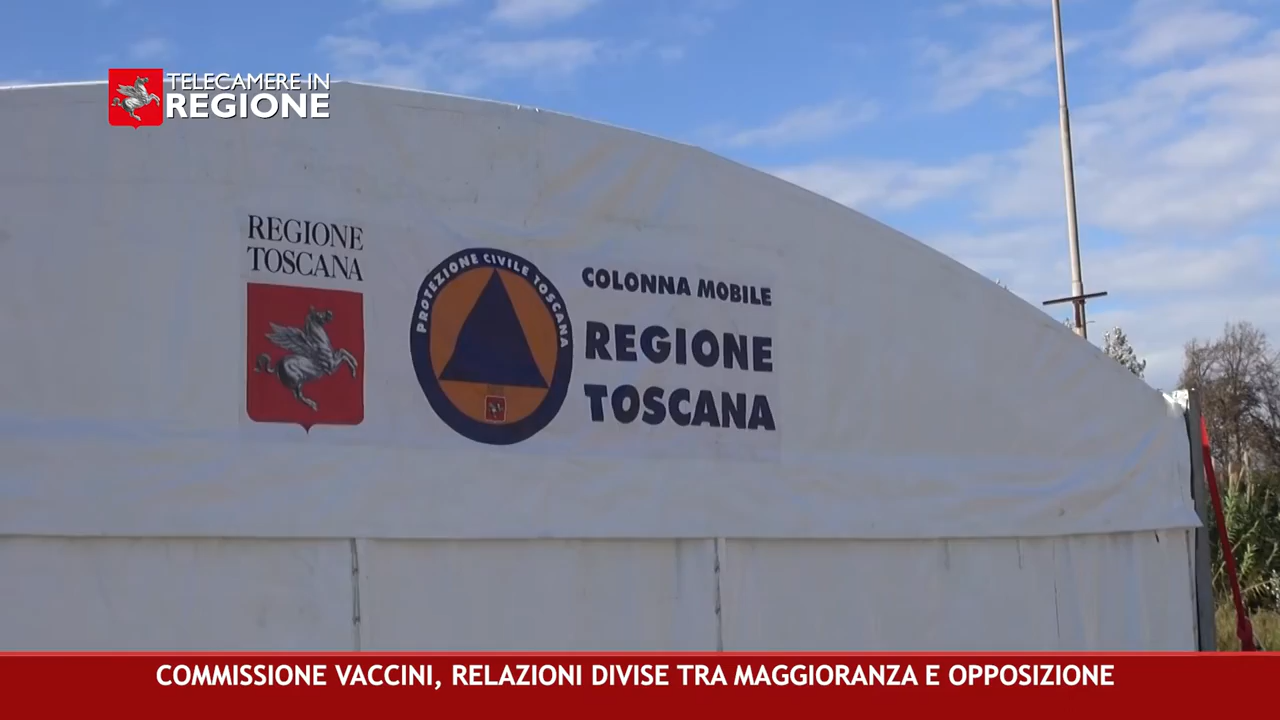 TELECAMERE IN
REGIONE
REGIONE
TOSCANA
PROTEZIONE CIVILE TOSCANA
COLONNA MOBILE
REGIONE
TOSCANA
COMMISSIONE VACCINI, RELAZIONI DIVISE TRA MAGGIORANZA E OPPOSIZIONE